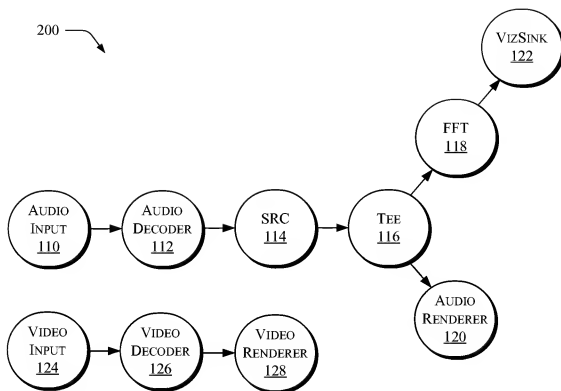 200
VIZSINK
122
FFT
118
AUDIO
INPUT
110
AUDIO
DECODER
112
SRC
114
TEE
116
AUDIO
RENDERER
120
VIDEO
INPUT
124
VIDEO
DECODER
126
VIDEO
RENDERER
128